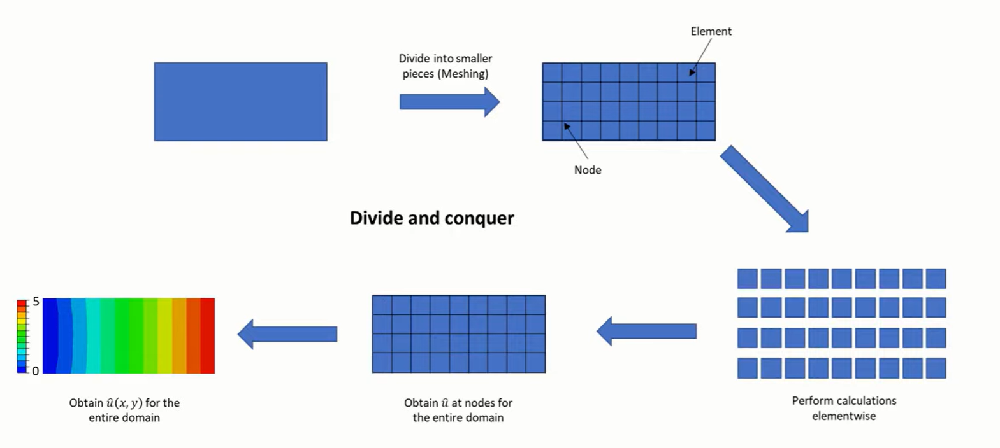 Element
Divide into smaller
pieces (Meshing)
Node
Divide and conquer
5
0
Obtain û(x, y) for the
entire domain
Obtain û at nodes for
the entire domain
Perform calculations
elementwise